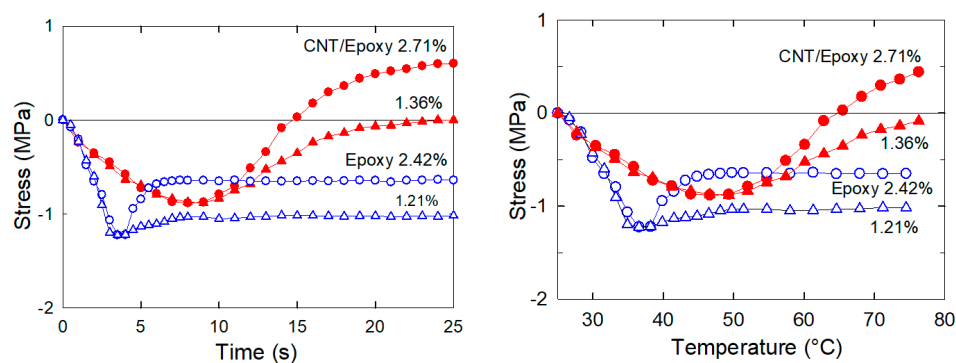 1
0
-1
-2
Stress (MPa)
CNT/Epoxy 2.71%
1.36%
Epoxy 2.42%
1.21%
0 5 10 15 20 25
Time (s)
1
0
-1
-2
Stress (MPa)
CNT/Epoxy 2.71%
1.36%
Epoxy 2.42%
1.21%
30 40 50 60 70 80
Temperature (°C)